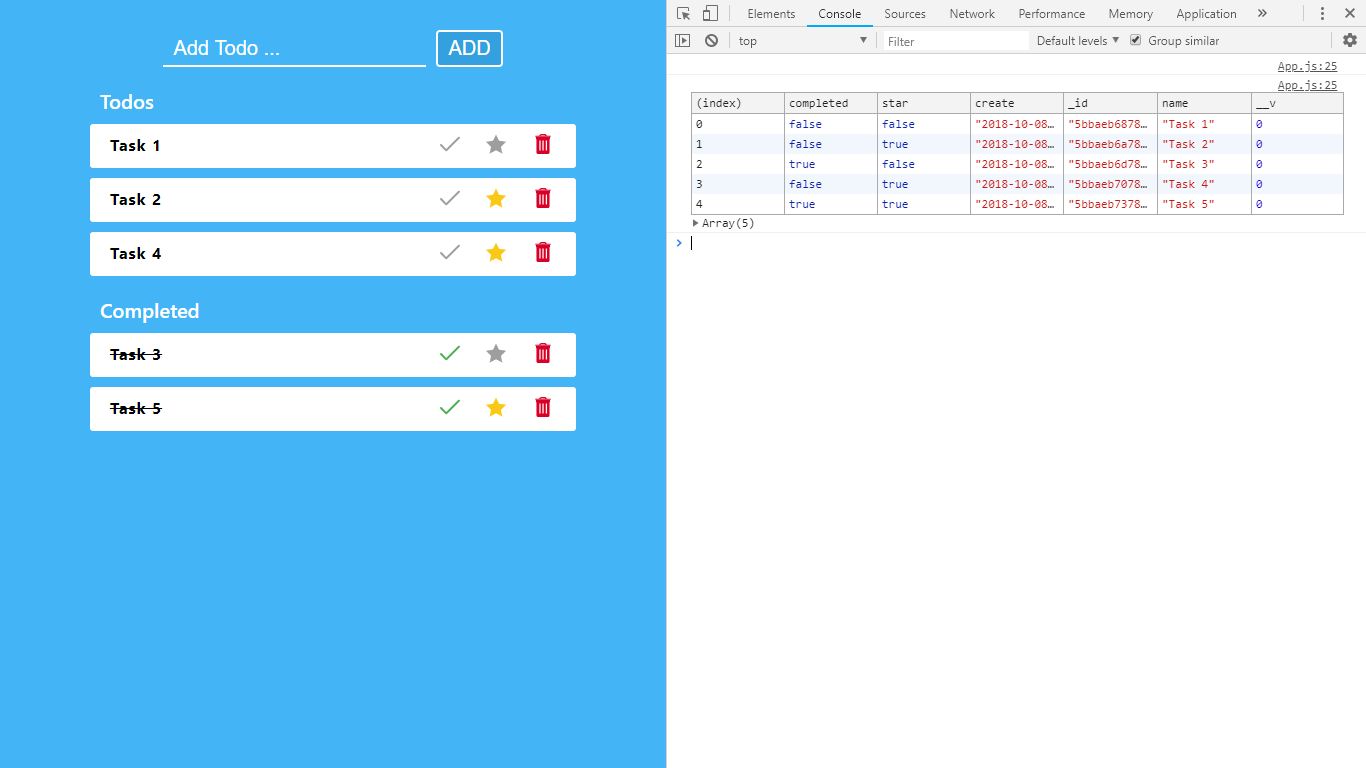 Add Todo ... ADD
Todos
Task 1
Task 2
Task 4
Completed
Task 3
Task 5
Elements Console Sources Network Performance Memory Application »
top Filter Default levels Group similar
App.js:25
App.js:25
(index) completed star create _id name __v
0 false false "2018-10-08… "5bbaeb6878… "Task 1" 0
1 false true "2018-10-08… "5bbaeb6a78… "Task 2" 0
2 true false "2018-10-08… "5bbaeb6d78… "Task 3" 0
3 false true "2018-10-08… "5bbaeb7078… "Task 4" 0
4 true true "2018-10-08… "5bbaeb7378… "Task 5" 0
Array(5)